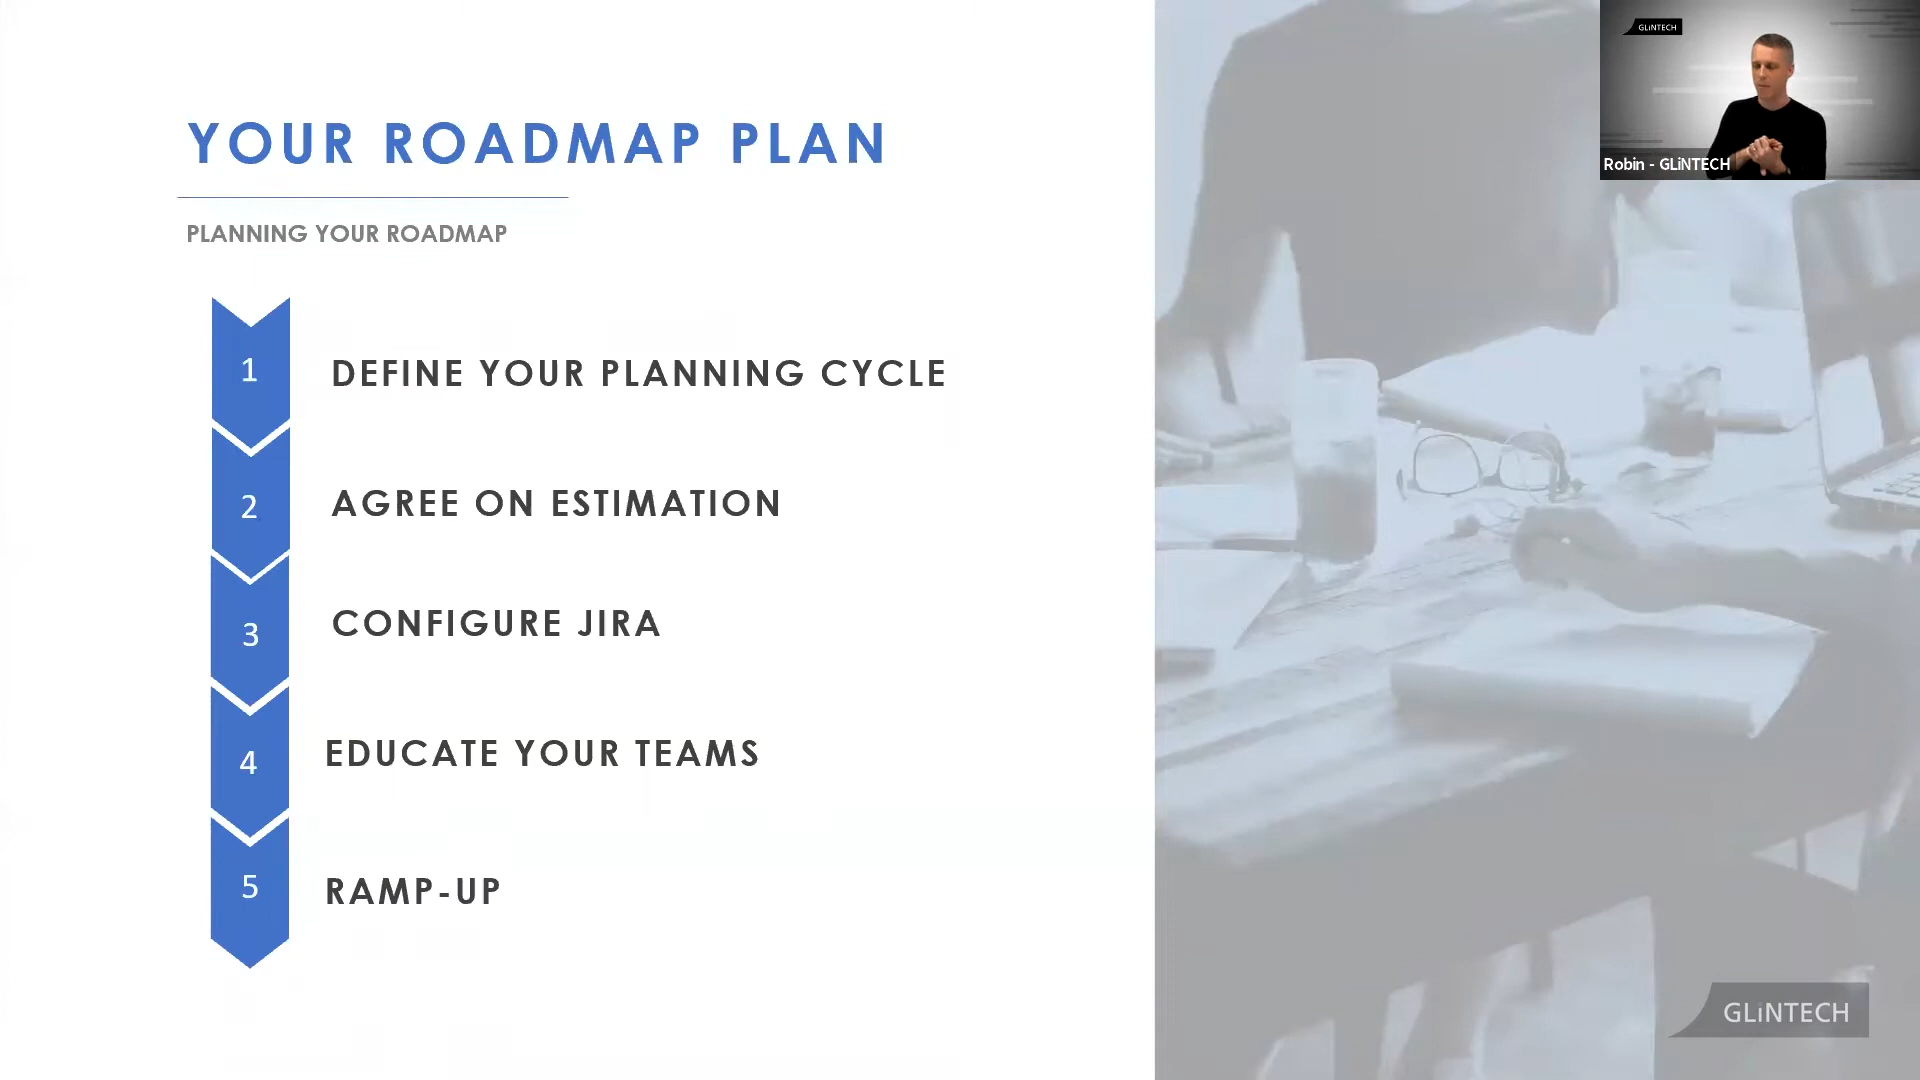 YOUR ROADMAP PLAN
PLANNING YOUR ROADMAP
1
DEFINE YOUR PLANNING CYCLE
2
AGREE ON ESTIMATION
3
CONFIGURE JIRA
4
EDUCATE YOUR TEAMS
5
RAMP-UP
GLiNTECH
Robin - GLiNTECH
GLiNTECH